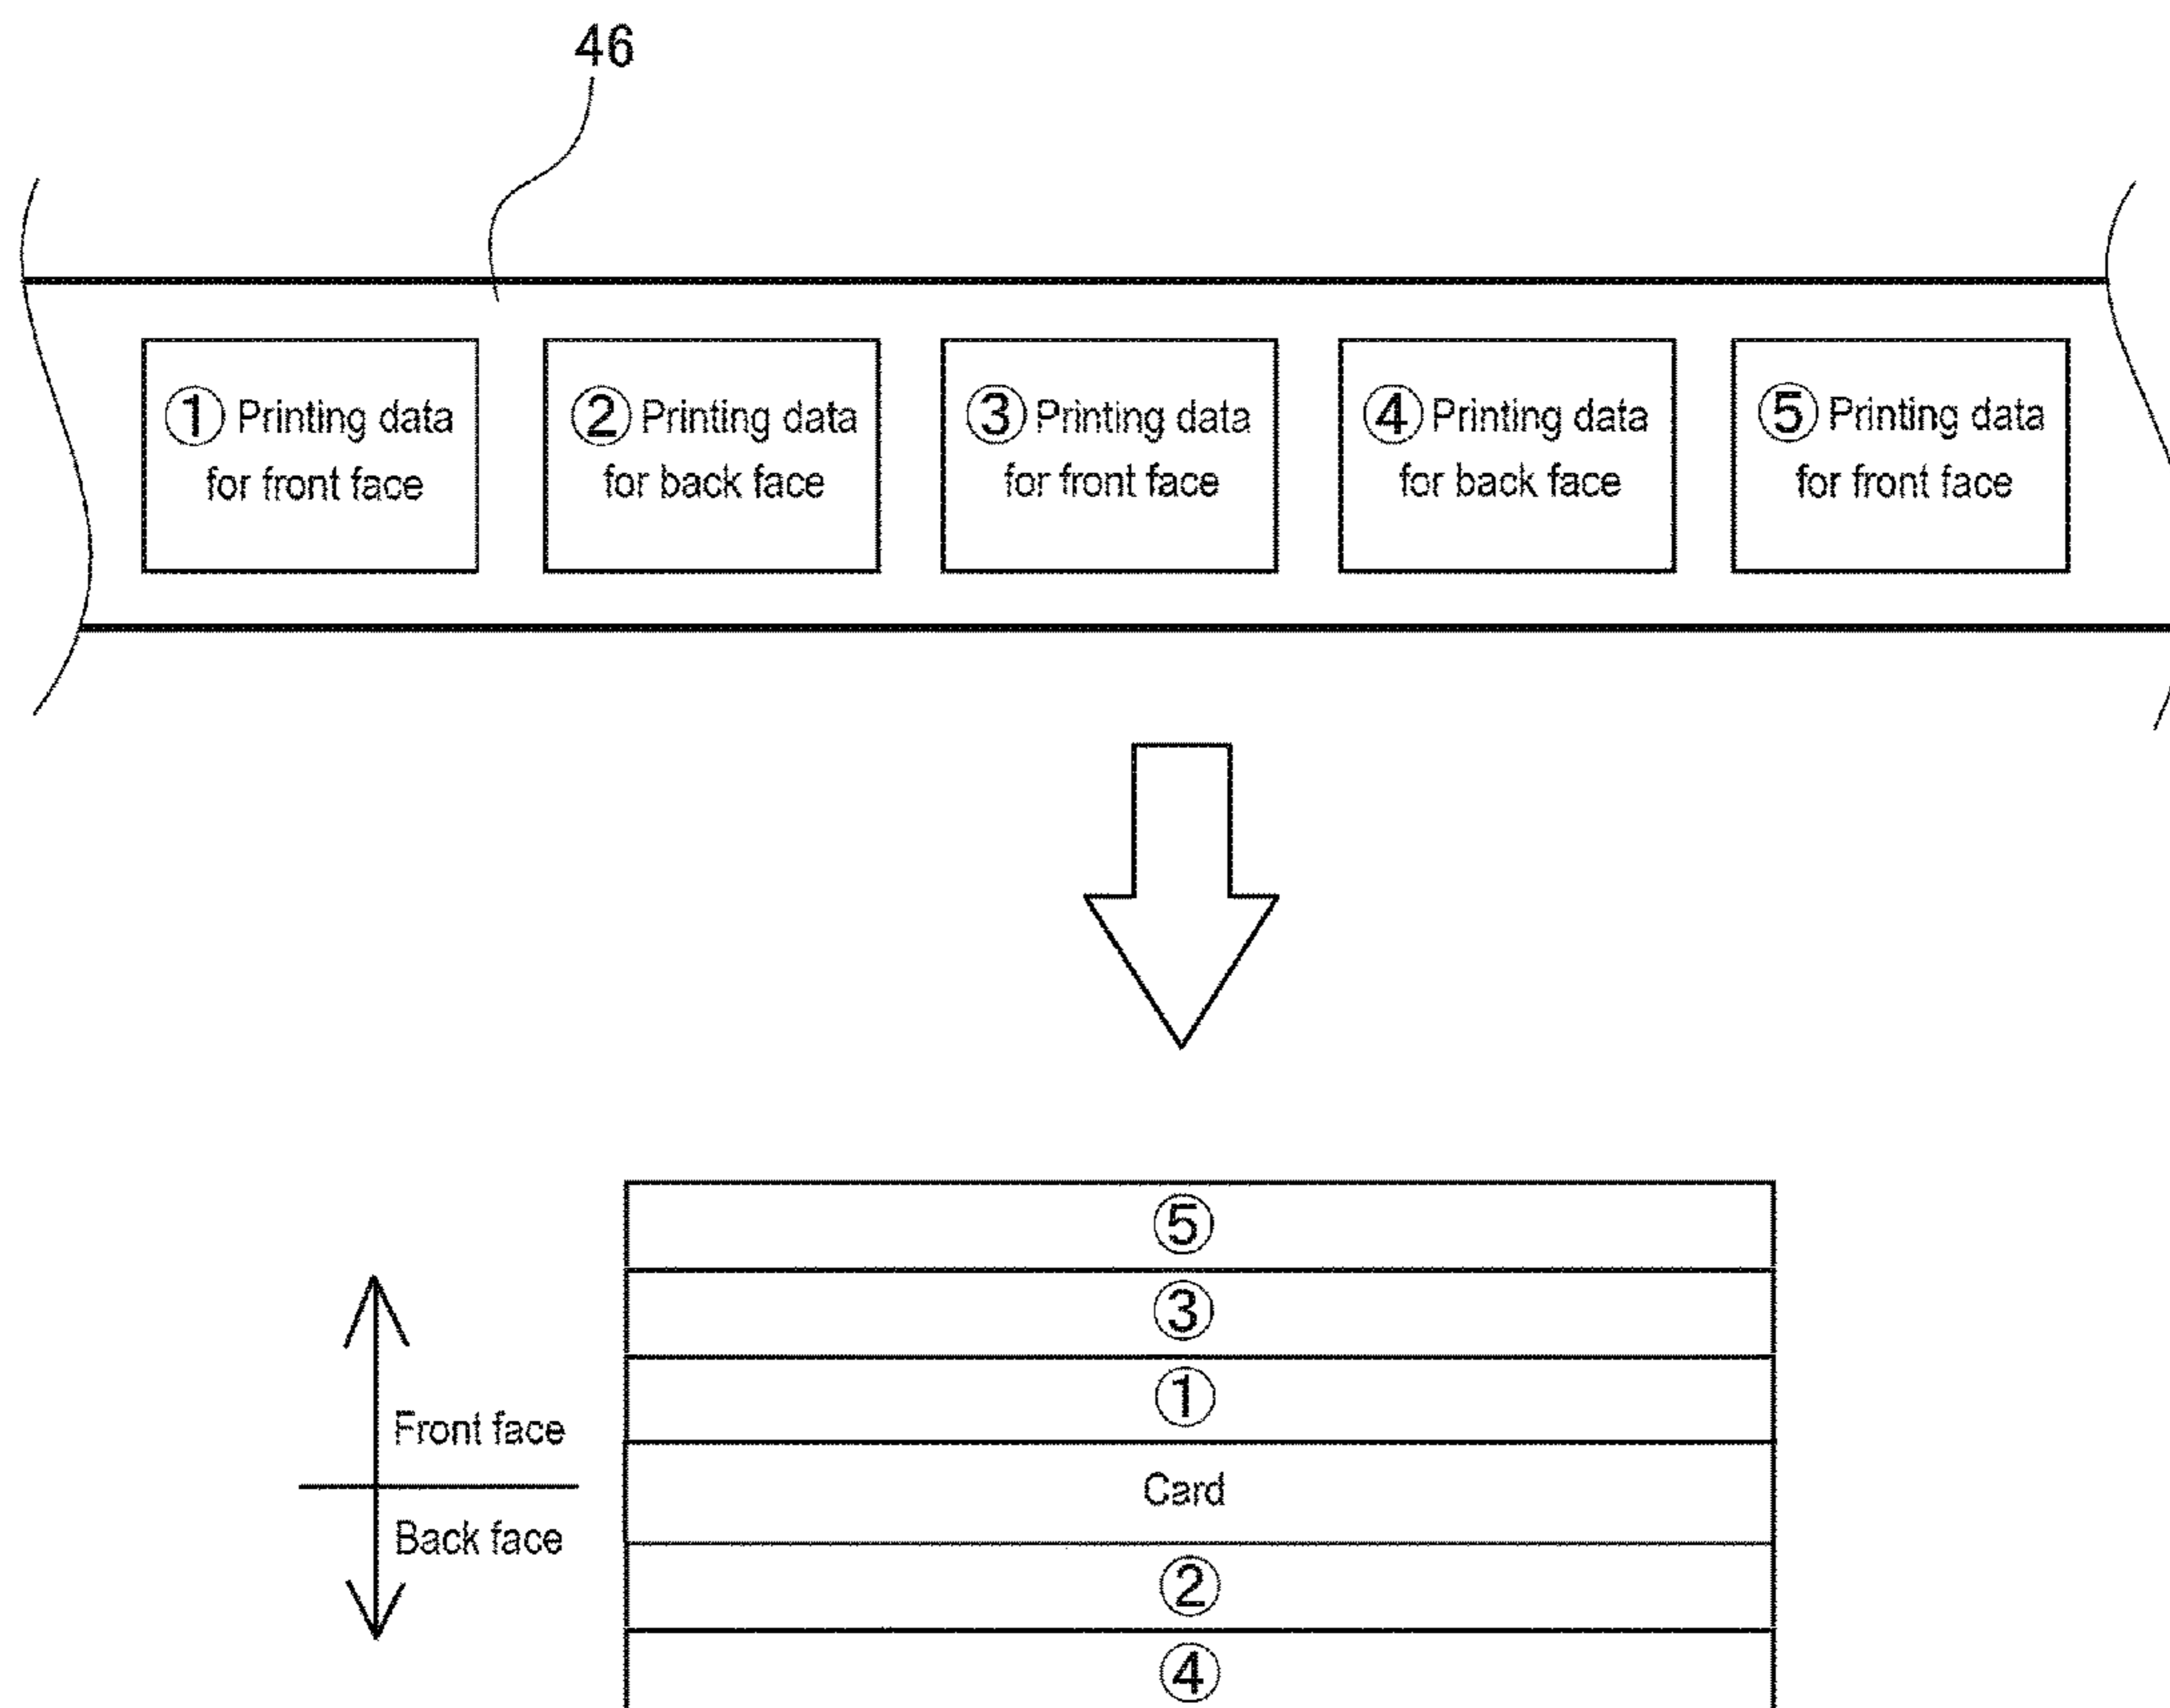 46
① Printing data
for front face
② Printing data
for back face
③ Printing data
for front face
④ Printing data
for back face
⑤ Printing data
for front face
⑤
③
①
Front face
Card
Back face
②
④